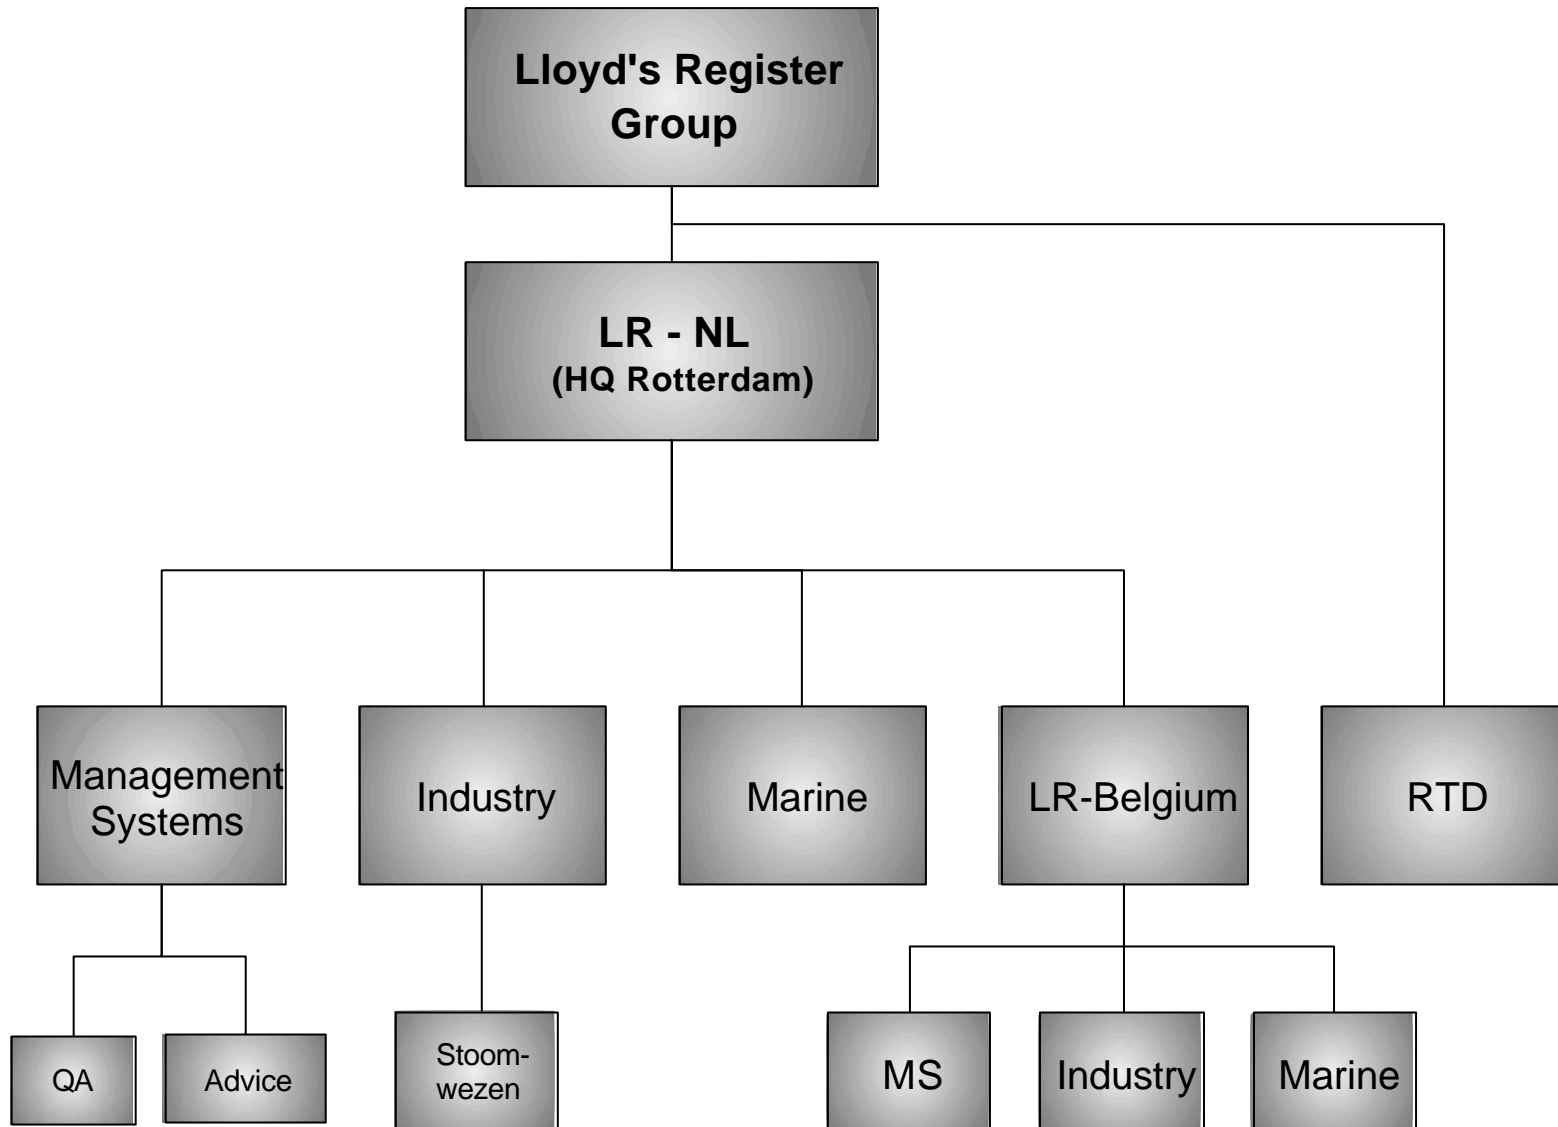 Lloyd's Register
Group
LR - NL
(HQ Rotterdam)
Management
Systems
Industry
Marine
LR-Belgium
RTD
QA
Advice
Stoom-
wezen
MS
Industry
Marine